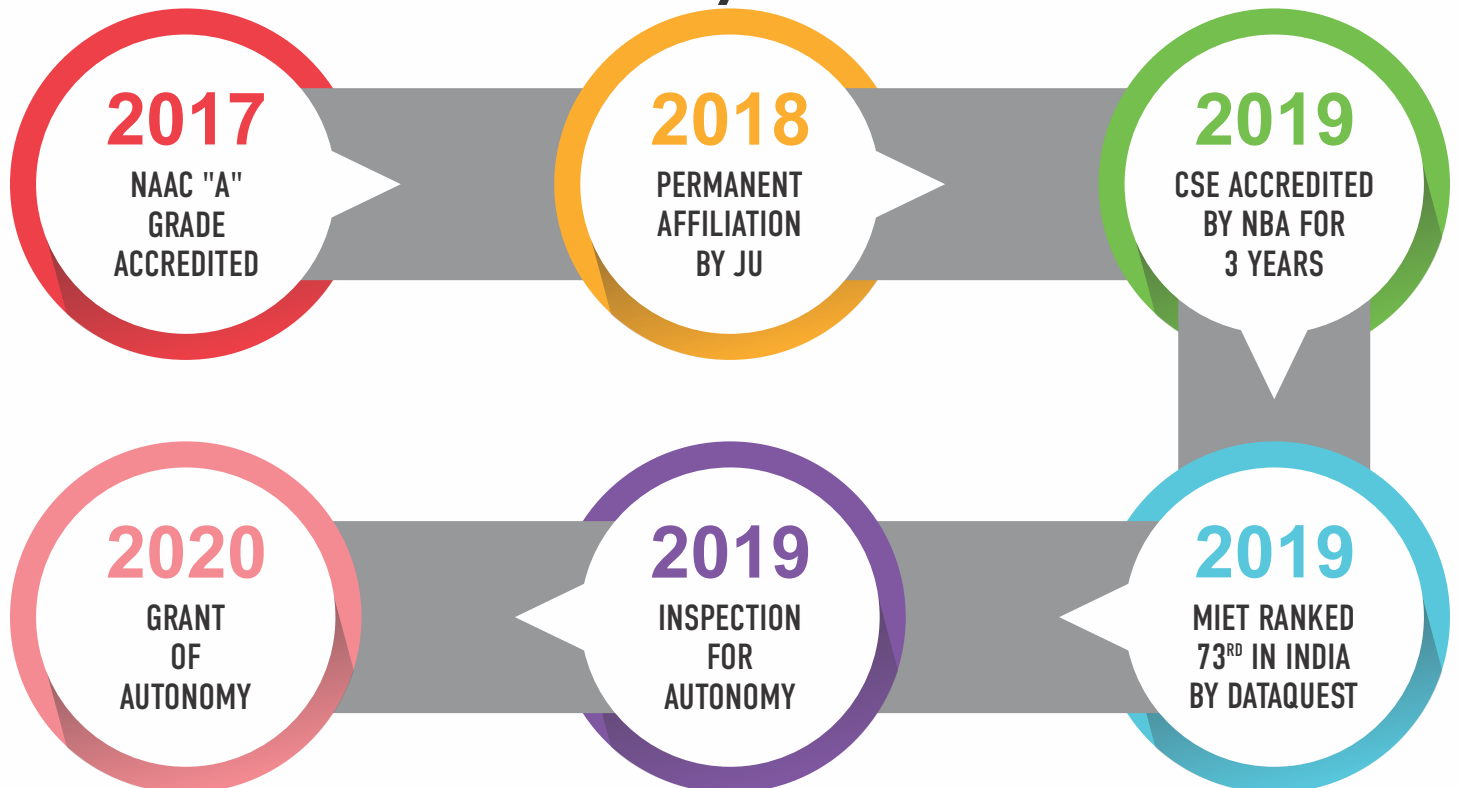 2017
NAAC "A"
GRADE
ACCREDITED
2018
PERMANENT
AFFILIATION
BY JU
2019
CSE ACCREDITED
BY NBA FOR
3 YEARS
2019
MIET RANKED
73RD IN INDIA
BY DATAQUEST
2019
INSPECTION
FOR
AUTONOMY
2020
GRANT
OF
AUTONOMY